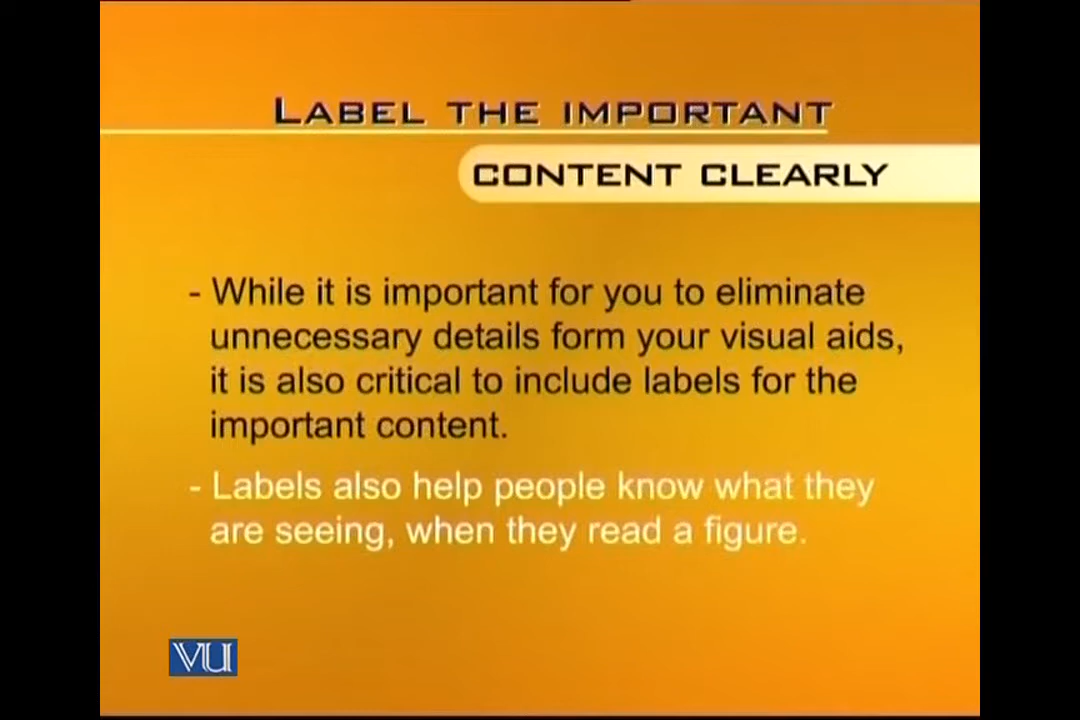 LABEL THE IMPORTANT
CONTENT CLEARLY
- While it is important for you to eliminate
unnecessary details form your visual aids,
it is also critical to include labels for the
important content.
- Labels also help people know what they
are seeing, when they read a figure.
VU